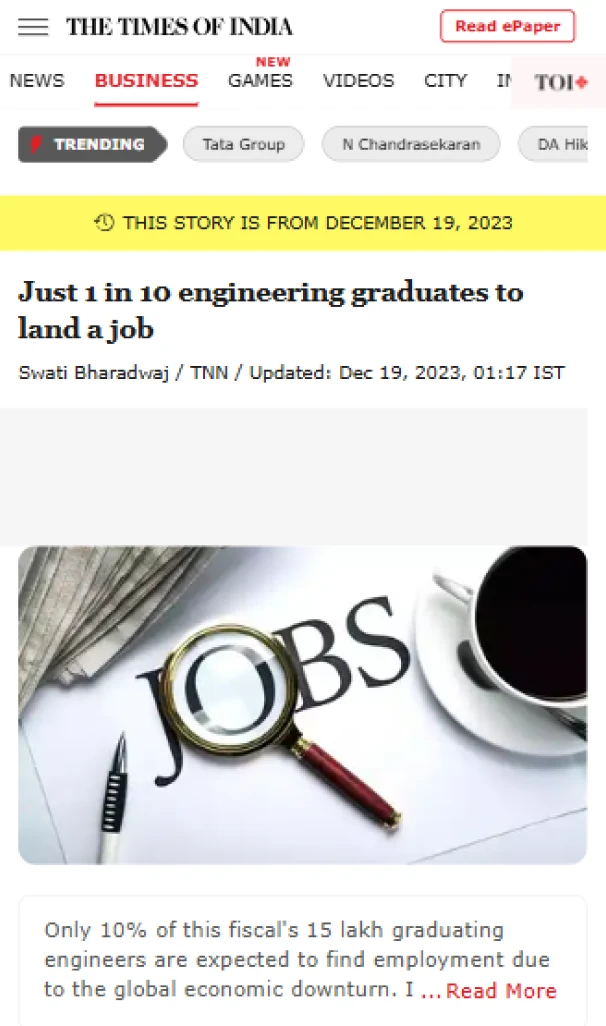 THE TIMES OF INDIA
Read ePaper
NEWS BUSINESS GAMES NEW VIDEOS CITY IN TOI+
TRENDING Tata Group N Chandrasekaran DA Hik
THIS STORY IS FROM DECEMBER 19, 2023
Just 1 in 10 engineering graduates to
land a job
Swati Bharadwaj / TNN / Updated: Dec 19, 2023, 01:17 IST
JOBS
Only 10% of this fiscal's 15 lakh graduating
engineers are expected to find employment due
to the global economic downturn. I ...Read More